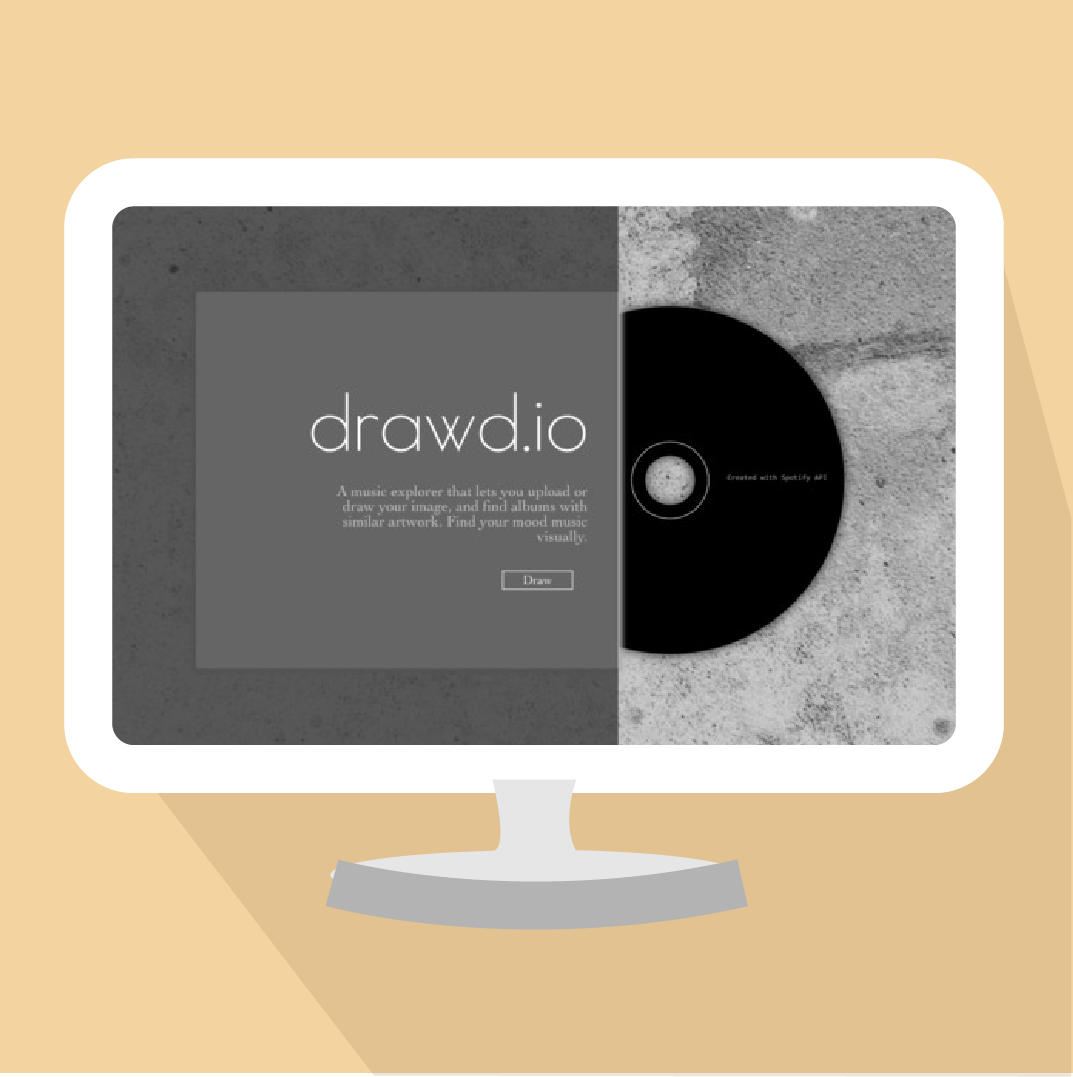 drawd.io
A music explorer that lets you upload or
draw your image, and find albums with
similar artwork. Find your mood music
visually.
Draw
Created with Spotify API